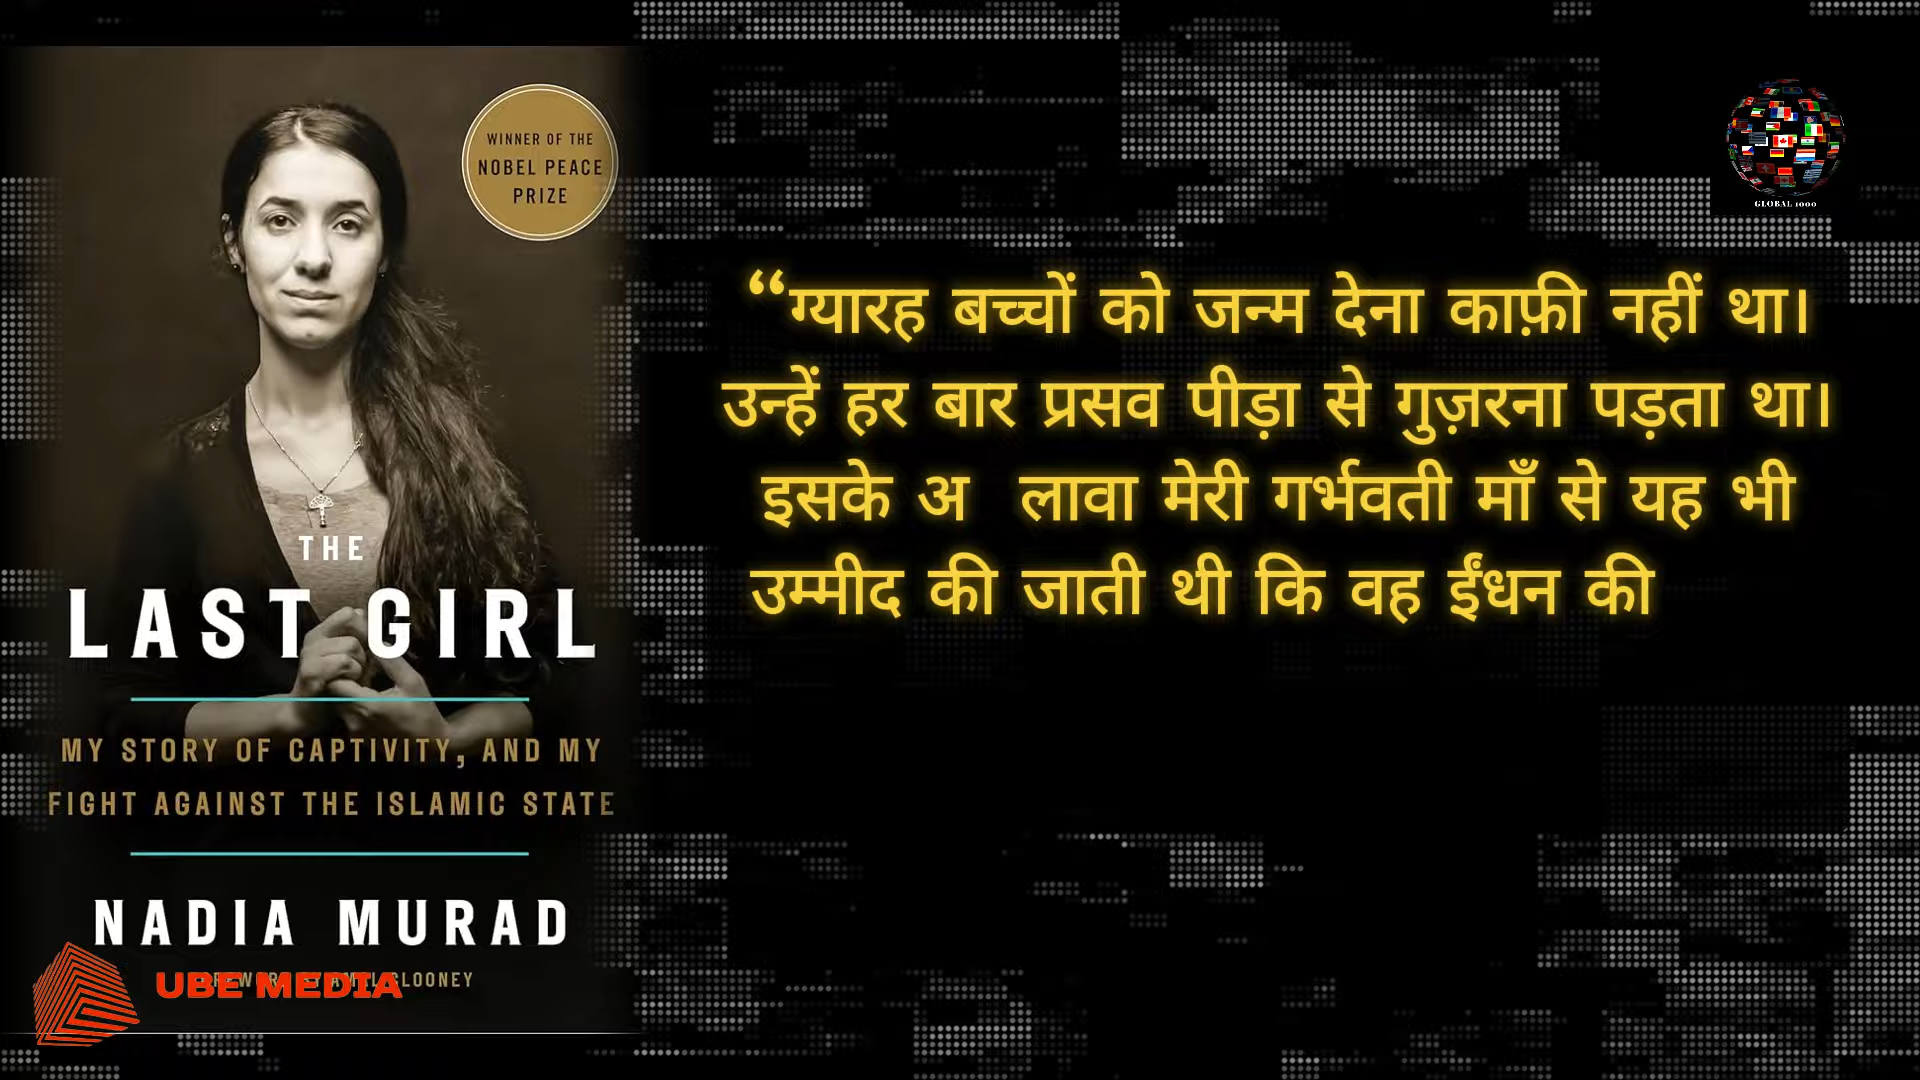 WINNER OF THE
NOBEL PEACE
PRIZE
THE
LAST GIRL
MY STORY OF CAPTIVITY, AND MY
FIGHT AGAINST THE ISLAMIC STATE
NADIA MURAD
CLOONEY
UBE MEDIA
GLOBAL 1000
“ग्यारह बच्चों को जन्म देना काफ़ी नहीं था।
उन्हें हर बार प्रसव पीड़ा से गुज़रना पड़ता था।
इसके अ लावा मेरी गर्भवती माँ से यह भी
उम्मीद की जाती थी कि वह ईंधन की